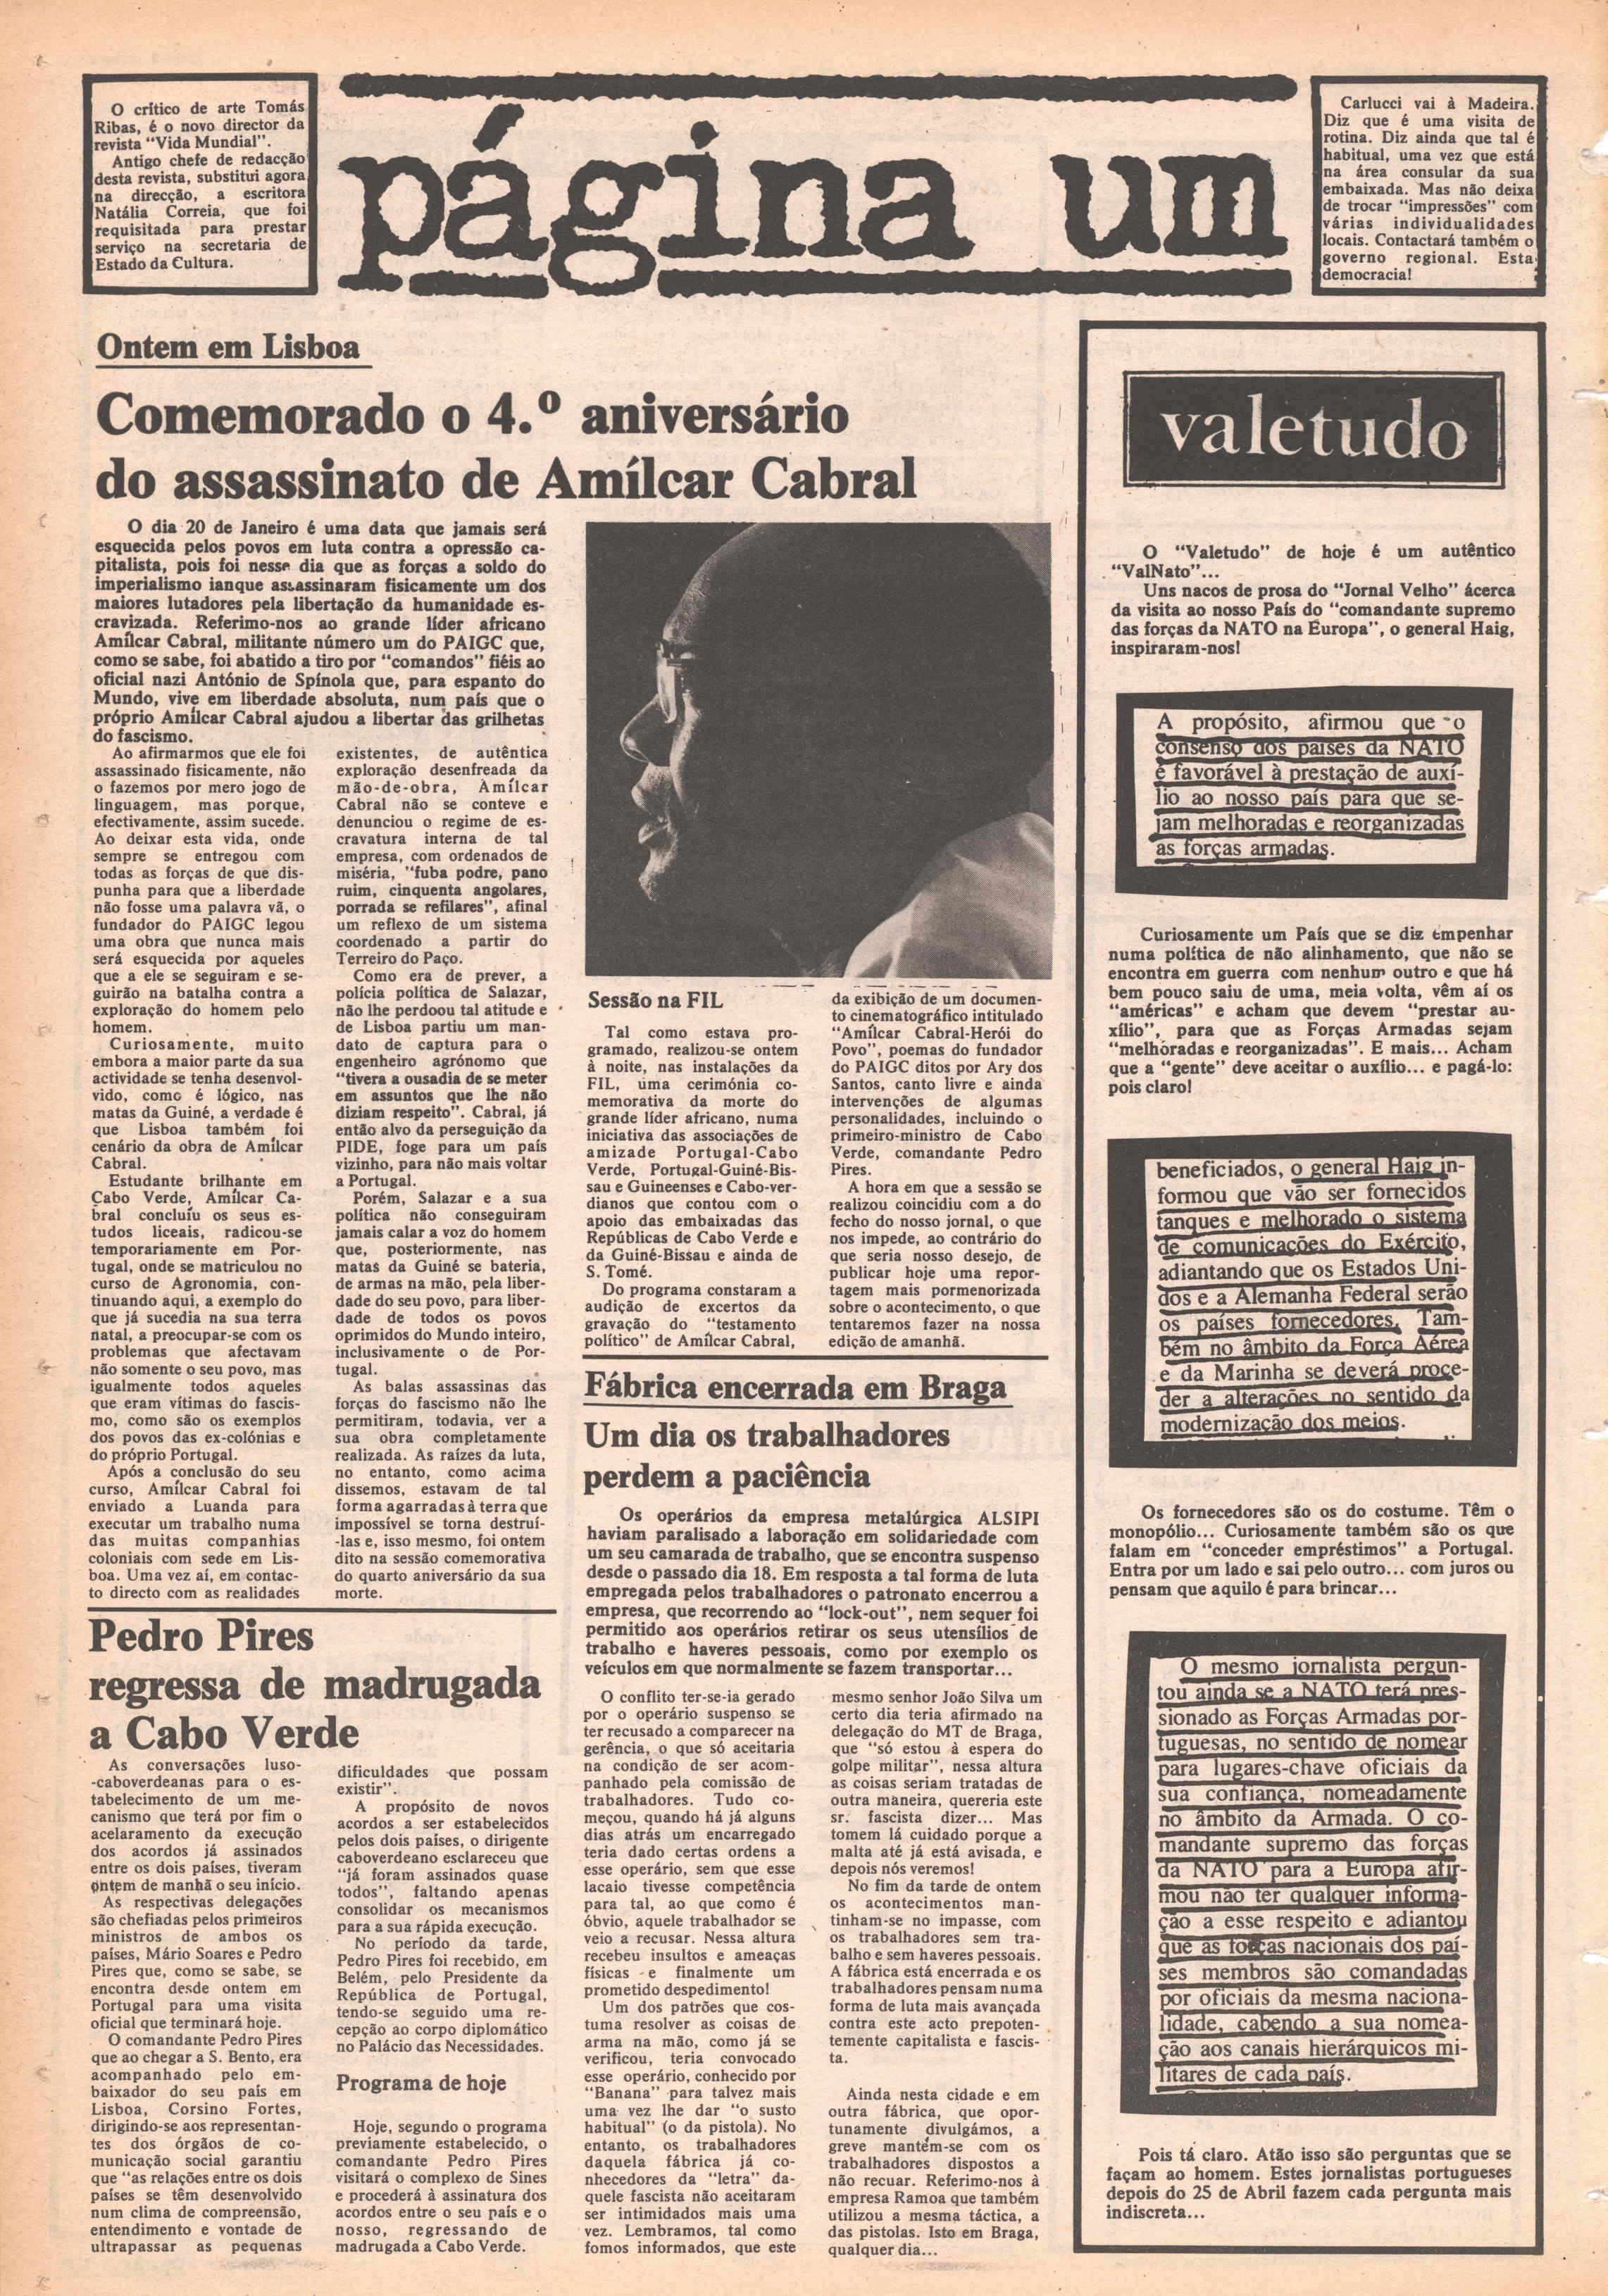 O crítico de arte Tomás
Ribas, é o novo director da
revista "Vida Mundial".
Antigo chefe de redacção
desta revista, substitui agora
na direcção, a escritora
Natália Correia, que foi
requisitada para prestar
serviço na secretaria de
Estado da Cultura.
página um
Carlucci vai à Madeira.
Diz que é uma visita de
rotina. Diz ainda que tal é
habitual, uma vez que está
na área consular da sua
embaixada. Mas não deixa
de trocar "impressões" com
várias individualidades
locais. Contactará também o
governo regional. Esta
democracia!
Ontem em Lisboa
Comemorado o 4.º aniversário
do assassinato de Amílcar Cabral
O dia 20 de Janeiro é uma data que jamais será
esquecida pelos povos em luta contra a opressão ca-
pitalista, pois foi nesse dia que as forças a soldo do
imperialismo ianque assassinaram fisicamente um dos
maiores lutadores pela libertação da humanidade es-
cravizada. Referimo-nos ao grande líder africano
Amílcar Cabral, militante número um do PAIGC que,
como se sabe, foi abatido a tiro por "comandos" fiéis ao
oficial nazi António de Spínola que, para espanto do
Mundo, vive em liberdade absoluta, num país que o
próprio Amílcar Cabral ajudou a libertar das grilhetas
do fascismo.
Ao afirmarmos que ele foi
assassinado fisicamente, não
o fazemos por mero jogo de
linguagem, mas porque,
efectivamente, assim sucede.
Ao deixar esta vida, onde
sempre se entregou com
todas as forças de que dis-
punha para que a liberdade
não fosse uma palavra vã, o
fundador do PAIGC legou
uma obra que nunca mais
será esquecida por aqueles
que a ele se seguiram e se-
guirão na batalha contra a
exploração do homem pelo
homem.
Curiosamente, muito
embora a maior parte da sua
actividade se tenha desenvol-
vido, como é lógico, nas
matas da Guiné, a verdade é
que Lisboa também foi
cenário da obra de Amílcar
Cabral.
Estudante brilhante em
Cabo Verde, Amílcar Ca-
bral concluíu os seus es-
tudos liceais, radicou-se
temporariamente em Por-
tugal, onde se matriculou no
curso de Agronomia, con-
tinuando aqui, a exemplo do
que já sucedia na sua terra
natal, a preocupar-se com os
problemas que afectavam
não somente o seu povo, mas
igualmente todos aqueles
que eram vítimas do fascis-
mo, como são os exemplos
dos povos das ex-colónias e
do próprio Portugal.
Após a conclusão do seu
curso, Amílcar Cabral foi
enviado a Luanda para
executar um trabalho numa
das muitas companhias
coloniais com sede em Lis-
boa. Uma vez aí, em contac-
to directo com as realidades
existentes, de autêntica
exploração desenfreada da
mão-de-obra, Amílcar
Cabral não se conteve e
denunciou o regime de es-
cravatura interna de tal
empresa, com ordenados de
miséria, "fuba podre, pano
ruim, cinquenta angolares,
porrada se refilares", afinal
um reflexo de um sistema
coordenado a partir do
Terreiro do Paço.
Como era de prever, a
polícia política de Salazar,
não lhe perdoou tal atitude e
de Lisboa partiu um man-
dato de captura para o
engenheiro agrónomo que
"tivera a ousadia de se meter
em assuntos que lhe não
diziam respeito". Cabral, já
então alvo da perseguição da
PIDE, foge para um país
vizinho, para não mais voltar
a Portugal.
Porém, Salazar e a sua
política não conseguiram
jamais calar a voz do homem
que, posteriormente, nas
matas da Guiné se bateria,
de armas na mão, pela liber-
dade do seu povo, para liber-
dade de todos os povos
oprimidos do Mundo inteiro,
inclusivamente o de Por-
tugal.
As balas assassinas das
forças do fascismo não lhe
permitiram, todavia, ver a
sua obra completamente
realizada. As raízes da luta,
no entanto, como acima
dissemos, estavam de tal
forma agarradas à terra que
impossível se torna destruí-
-las e, isso mesmo, foi ontem
dito na sessão comemorativa
do quarto aniversário da sua
morte.
Sessão na FIL
Tal como estava pro-
gramado, realizou-se ontem
à noite, nas instalações da
FIL, uma cerimónia co-
memorativa da morte do
grande líder africano, numa
iniciativa das associações de
amizade Portugal-Cabo
Verde, Portugal-Guiné-Bis-
sau e Guineenses e Cabo-ver-
dianos que contou com o
apoio das embaixadas das
Repúblicas de Cabo Verde e
da Guiné-Bissau e ainda de
S. Tomé.
Do programa constaram a
audição de excertos da
gravação do "testamento
político" de Amílcar Cabral,
da exibição de um documen-
to cinematográfico intitulado
"Amílcar Cabral-Herói do
Povo", poemas do fundador
do PAIGC ditos por Ary dos
Santos, canto livre e ainda
intervenções de algumas
personalidades, incluindo o
primeiro-ministro de Cabo
Verde, comandante Pedro
Pires.
A hora em que a sessão se
realizou coincidiu com a do
fecho do nosso jornal, o que
nos impede, ao contrário do
que seria nosso desejo, de
publicar hoje uma repor-
tagem mais pormenorizada
sobre o acontecimento, o que
tentaremos fazer na nossa
edição de amanhã.
Fábrica encerrada em Braga
Um dia os trabalhadores
perdem a paciência
Os operários da empresa metalúrgica ALSIPI
haviam paralisado a laboração em solidariedade com
um seu camarada de trabalho, que se encontra suspenso
desde o passado dia 18. Em resposta a tal forma de luta
empregada pelos trabalhadores o patronato encerrou a
empresa, que recorrendo ao "lock-out", nem sequer foi
permitido aos operários retirar os seus utensílios de
trabalho e haveres pessoais, como por exemplo os
veículos em que normalmente se fazem transportar...
O conflito ter-se-ia gerado
por o operário suspenso se
ter recusado a comparecer na
gerência, o que só aceitaria
na condição de ser acom-
panhado pela comissão de
trabalhadores. Tudo co-
meçou, quando há já alguns
dias atrás um encarregado
teria dado certas ordens a
esse operário, sem que esse
lacaio tivesse competência
para tal, ao que como é
óbvio, aquele trabalhador se
veio a recusar. Nessa altura
recebeu insultos e ameaças
físicas e finalmente um
prometido despedimento!
Um dos patrões que cos-
tuma resolver as coisas de
arma na mão, como já se
verificou, teria convocado
esse operário, conhecido por
"Banana" para talvez mais
uma vez lhe dar "o susto
habitual" (o da pistola). No
entanto, os trabalhadores
daquela fábrica já co-
nhecedores da "letra" da-
quele fascista não aceitaram
ser intimidados mais uma
vez. Lembramos, tal como
fomos informados, que este
mesmo senhor João Silva um
certo dia teria afirmado na
delegação do MT de Braga,
que "só estou à espera do
golpe militar", nessa altura
as coisas seriam tratadas de
outra maneira, quereria este
sr. fascista dizer... Mas
tomem lá cuidado porque a
malta até já está avisada, e
depois nós veremos!
No fim da tarde de ontem
os acontecimentos man-
tinham-se no impasse, com
os trabalhadores sem tra-
balho e sem haveres pessoais.
A fábrica está encerrada e os
trabalhadores pensam numa
forma de luta mais avançada
contra este acto prepoten-
temente capitalista e fascis-
ta.
Ainda nesta cidade e em
outra fábrica, que opor-
tunamente divulgámos, a
greve mantém-se com os
trabalhadores dispostos a
não recuar. Referimo-nos à
empresa Ramoa que também
utilizou a mesma táctica, a
das pistolas. Isto em Braga,
qualquer dia...
Pedro Pires
regressa de madrugada
a Cabo Verde
As conversações luso-
-caboverdeanas para o es-
tabelecimento de um me-
canismo que terá por fim o
acelaramento da execução
dos acordos já assinados
entre os dois países, tiveram
ontem de manhã o seu início.
As respectivas delegações
são chefiadas pelos primeiros
ministros de ambos os
países, Mário Soares e Pedro
Pires que, como se sabe, se
encontra desde ontem em
Portugal para uma visita
oficial que terminará hoje.
O comandante Pedro Pires
que ao chegar a S. Bento, era
acompanhado pelo em-
baixador do seu país em
Lisboa, Corsino Fortes,
dirigindo-se aos representan-
tes dos órgãos de co-
municação social garantiu
que "as relações entre os dois
países se têm desenvolvido
num clima de compreensão,
entendimento e vontade de
ultrapassar as pequenas
dificuldades que possam
existir".
A propósito de novos
acordos a ser estabelecidos
pelos dois países, o dirigente
caboverdeano esclareceu que
"já foram assinados quase
todos", faltando apenas
consolidar os mecanismos
para a sua rápida execução.
No período da tarde,
Pedro Pires foi recebido, em
Belém, pelo Presidente da
República de Portugal,
tendo-se seguido uma re-
cepção ao corpo diplomático
no Palácio das Necessidades.
Programa de hoje
Hoje, segundo o programa
previamente estabelecido, o
comandante Pedro Pires
visitará o complexo de Sines
e procederá à assinatura dos
acordos entre o seu país e o
nosso, regressando de
madrugada a Cabo Verde.
valetudo
O "Valetudo" de hoje é um autêntico
"ValNato"...
Uns nacos de prosa do "Jornal Velho" ácerca
da visita ao nosso País do "comandante supremo
das forças da NATO na Europa", o general Haig,
inspiraram-nos!
A propósito, afirmou que o
consenso dos países da NATO
é favorável à prestação de auxí-
lio ao nosso país para que se-
jam melhoradas e reorganizadas
as forças armadas.
Curiosamente um País que se diz empenhar
numa política de não alinhamento, que não se
encontra em guerra com nenhum outro e que há
bem pouco saiu de uma, meia volta, vêm aí os
"américas" e acham que devem "prestar au-
xílio", para que as Forças Armadas sejam
"melhoradas e reorganizadas". E mais... Acham
que a "gente" deve aceitar o auxílio... e pagá-lo:
pois claro!
beneficiados, o general Haig in-
formou que vão ser fornecidos
tanques e melhorado o sistema
de comunicações do Exército,
adiantando que os Estados Uni-
dos e a Alemanha Federal serão
os países fornecedores. Tam-
bém no âmbito da Força Aérea
e da Marinha se deverá proce-
der a alterações no sentido da
modernização dos meios.
Os fornecedores são os do costume. Têm o
monopólio... Curiosamente também são os que
falam em "conceder empréstimos" a Portugal.
Entra por um lado e sai pelo outro... com juros ou
pensam que aquilo é para brincar...
O mesmo jornalista pergun-
tou ainda se a NATO terá pres-
sionado as Forças Armadas por-
tuguesas, no sentido de nomear
para lugares-chave oficiais da
sua confiança, nomeadamente
no âmbito da Armada. O co-
mandante supremo das forças
da NATO para a Europa afir-
mou não ter qualquer informa-
ção a esse respeito e adiantou
que as forças nacionais dos paí-
ses membros são comandadas
por oficiais da mesma naciona-
lidade, cabendo a sua nomea-
ção aos canais hierárquicos mi-
litares de cada país.
Pois tá claro. Atão isso são perguntas que se
façam ao homem. Estes jornalistas portugueses
depois do 25 de Abril fazem cada pergunta mais
indiscreta...